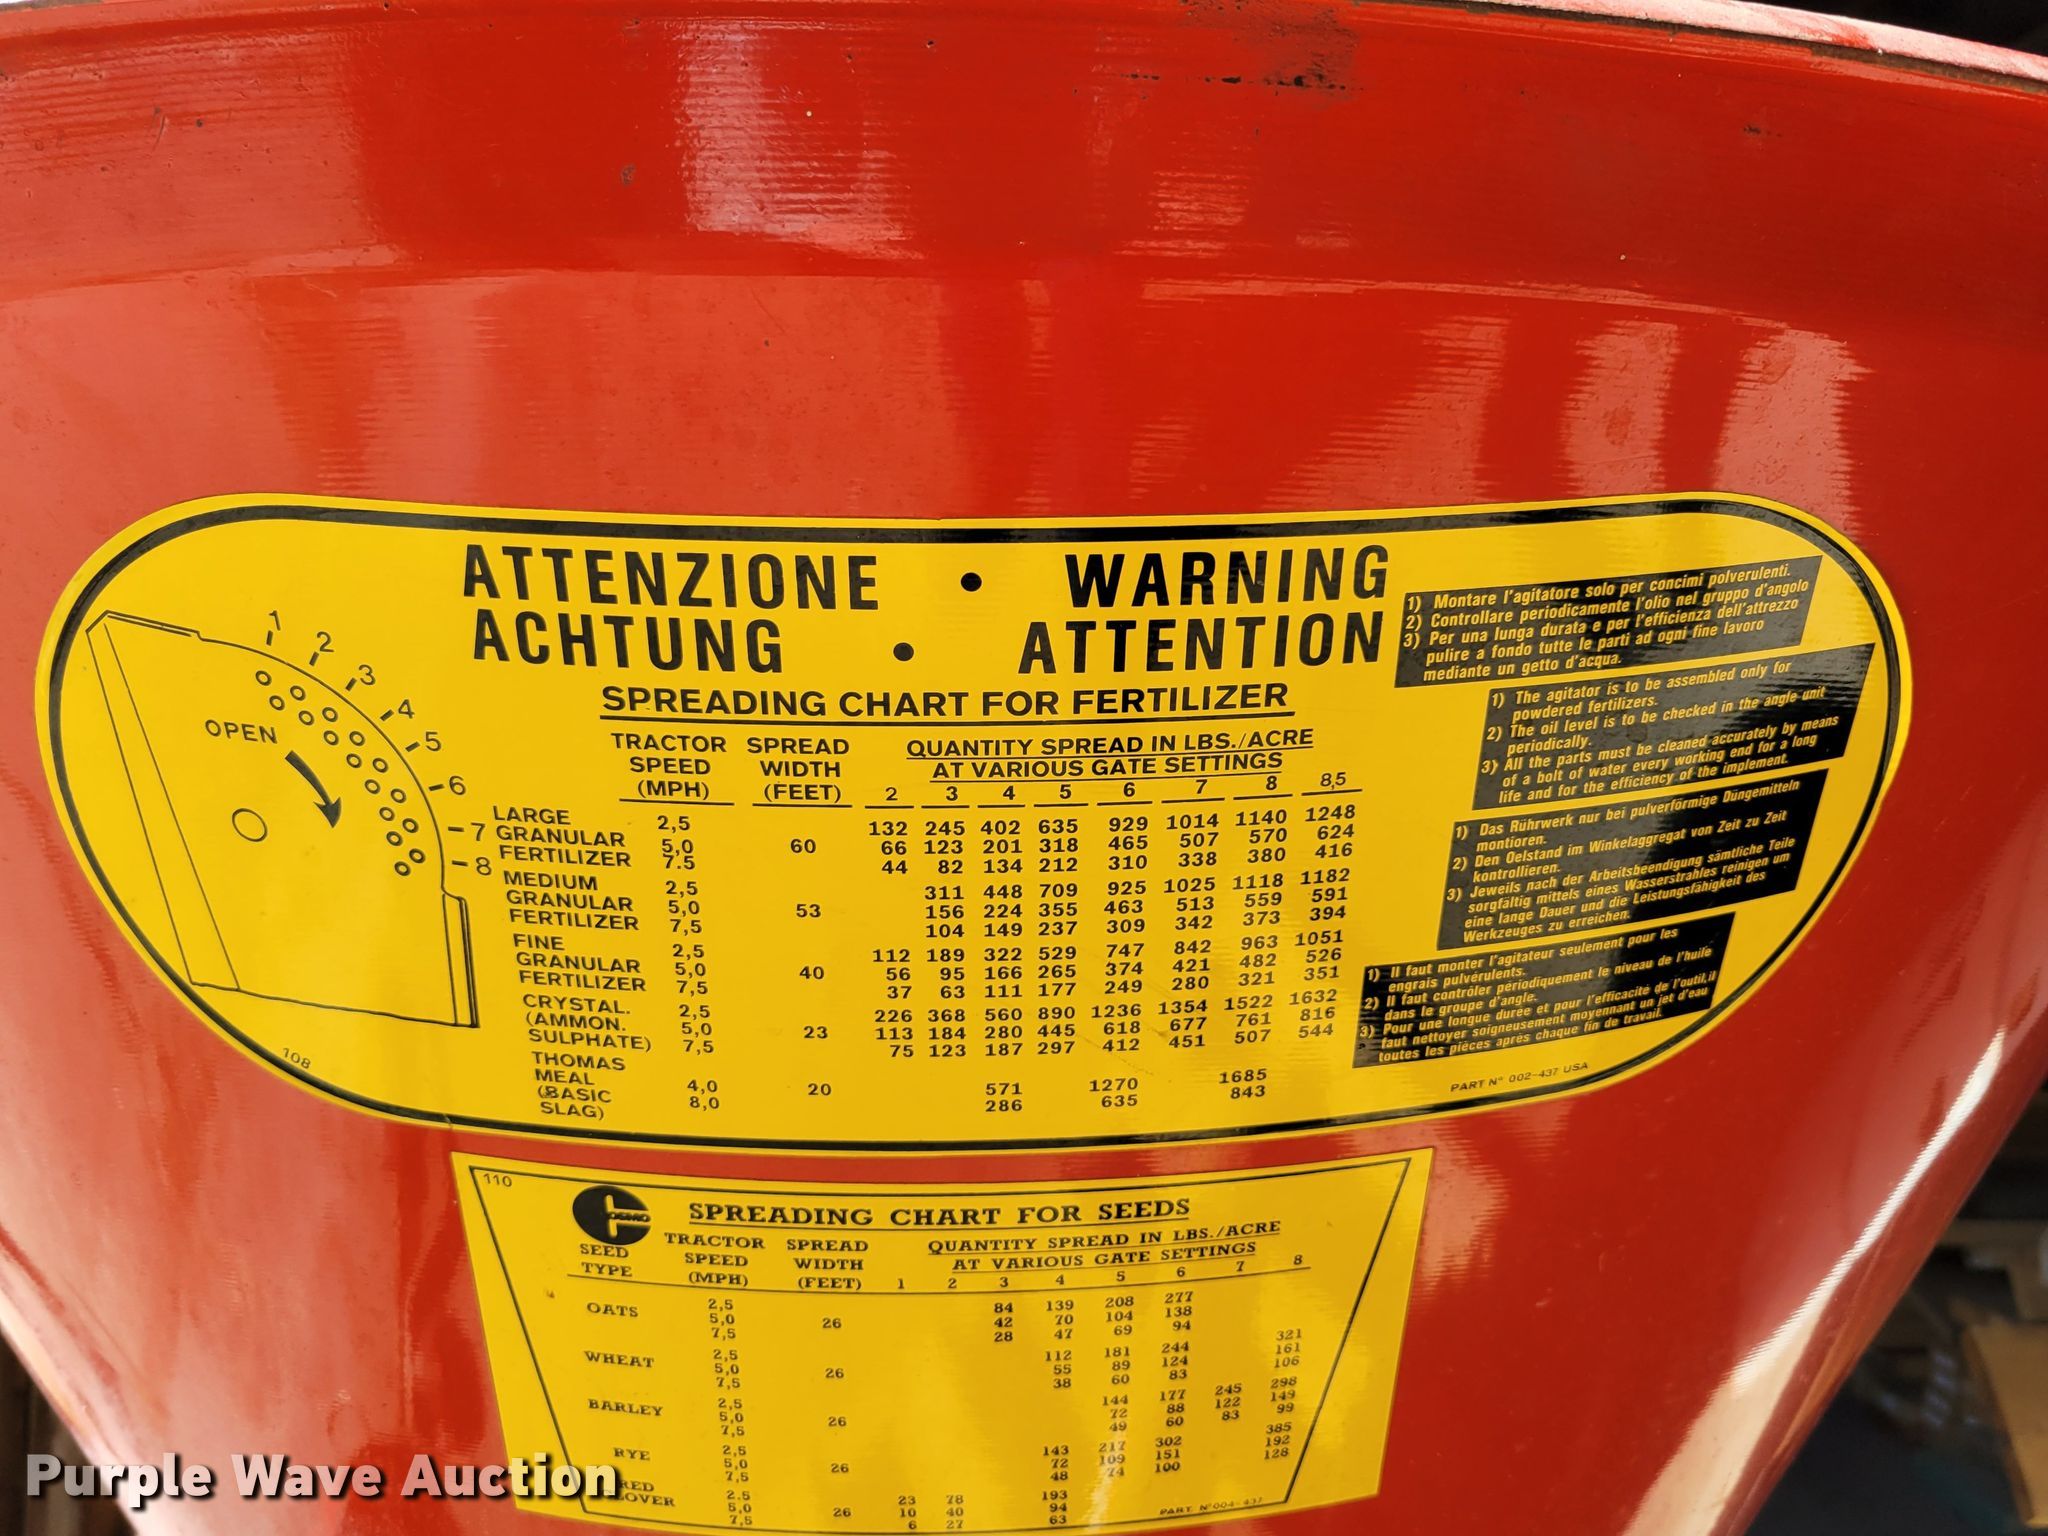 ATTENZIONE • WARNING
ACHTUNG • ATTENTION
SPREADING CHART FOR FERTILIZER
TRACTOR SPREAD QUANTITY SPREAD IN LBS./ACRE
SPEED WIDTH AT VARIOUS GATE SETTINGS
(MPH) (FEET) 2 3 4 5 6 7 8 8,5
LARGE 2,5 132 245 402 635 929 1014 1140 1248
GRANULAR 5,0 60 66 123 201 318 465 507 570 624
FERTILIZER 7.5 44 82 134 212 310 338 380 416
MEDIUM 2,5 311 448 709 925 1025 1118 1182
GRANULAR 5,0 53 156 224 355 463 513 559 591
FERTILIZER 7,5 104 149 237 309 342 373 394
FINE 2,5 112 189 322 529 747 842 963 1051
GRANULAR 5,0 40 56 95 166 265 374 421 482 526
FERTILIZER 7,5 37 63 111 177 249 280 321 351
CRYSTAL. 2,5 226 368 560 890 1236 1354 1522 1632
(AMMON. 5,0 23 113 184 280 445 618 677 761 816
SULPHATE) 7,5 75 123 187 297 412 451 507 544
THOMAS
MEAL 4,0 20 571 1270 1685
(BASIC 8,0 286 635 843
SLAG)
1
2
3
4
5
6
7
8
OPEN
108
1) Montare l'agitatore solo per concimi polverulenti.
2) Controllare periodicamente l'olio nel gruppo d'angolo
3) Per una lunga durata e per l'efficienza dell'attrezzo
pulire a fondo tutte le parti ad ogni fine lavoro
mediante un getto d'acqua.
1) The agitator is to be assembled only for
powdered fertilizers.
2) The oil level is to be checked in the angle unit
periodically.
3) All the parts must be cleaned accurately by means
of a bolt of water every working end for a long
life and for the efficiency of the implement.
1) Das Rührwerk nur bei pulverförmige Düngemitteln
montioren.
2) Den Oelstand im Winkelaggregat von Zeit zu Zeit
kontrollieren.
3) Jeweils nach der Arbeitsbeendigung sämtliche Teile
sorgfältig mittels eines Wasserstrahles reinigen um
eine lange Dauer und die Leistungsfähigkeit des
Werkzeuges zu erreichen.
1) Il faut monter l'agitateur seulement pour les
engrais pulvérulents.
2) Il faut contrôler périodiquement le niveau de l'huile
dans le groupe d'angle.
3) Pour une longue durée et pour l'efficacité de l'outil,il
faut nettoyer soigneusement moyennant un jet d'eau
toutes les pièces après chaque fin de travail.
PART N° 002-437 USA
110
COSMO
SPREADING CHART FOR SEEDS
SEED TRACTOR SPREAD QUANTITY SPREAD IN LBS./ACRE
TYPE SPEED WIDTH AT VARIOUS GATE SETTINGS
(MPH) (FEET) 1 2 3 4 5 6 7 8
OATS 2,5 84 139 208 277
5,0 26 42 70 104 138
7,5 28 47 69 94
WHEAT 2,5 112 181 244 321
5,0 26 55 89 124 161
7,5 38 60 83 106
BARLEY 2,5 144 177 245 298
5,0 26 72 88 122 149
7,5 49 60 83 99
RYE 2,5 143 217 302 385
5,0 26 72 109 151 192
7,5 48 74 100 128
RED 2.5 23 78 193
CLOVER 5,0 26 10 40 94
7,5 6 27 63
PART. N° 004-437
Purple Wave Auction